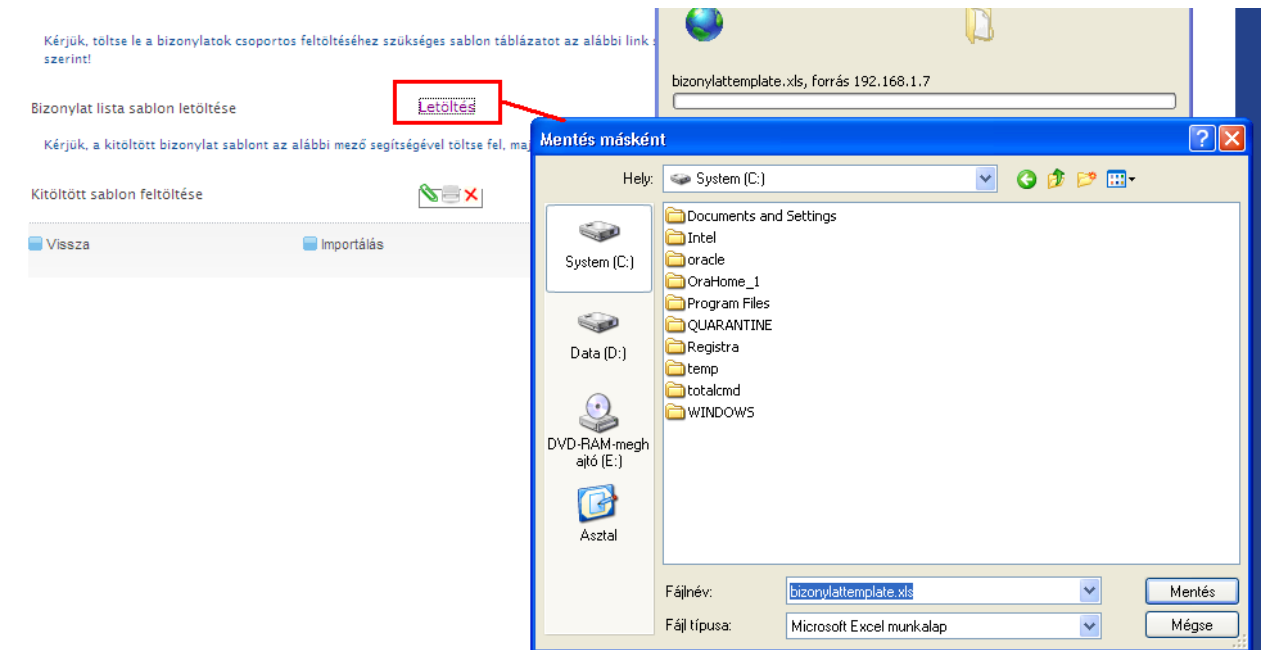 Kérjük, töltse le a bizonylatok csoportos feltöltéséhez szükséges sablon táblázatot az alábbi link
szerint!
bizonylattemplate.xls, forrás 192.168.1.7
Bizonylat lista sablon letöltése
Letöltés
Kérjük, a kitöltött bizonylat sablont az alábbi mező segítségével töltse fel, maj
Kitöltött sablon feltöltése
Vissza
Importálás
Mentés másként
Hely:
System (C:)
System (C:)
Data (D:)
DVD-RAM-megh
ajtó (E:)
Asztal
Documents and Settings
Intel
oracle
OraHome_1
Program Files
QUARANTINE
Registra
temp
totalcmd
WINDOWS
Fájlnév:
bizonylattemplate.xls
Mentés
Fájl típusa:
Microsoft Excel munkalap
Mégse